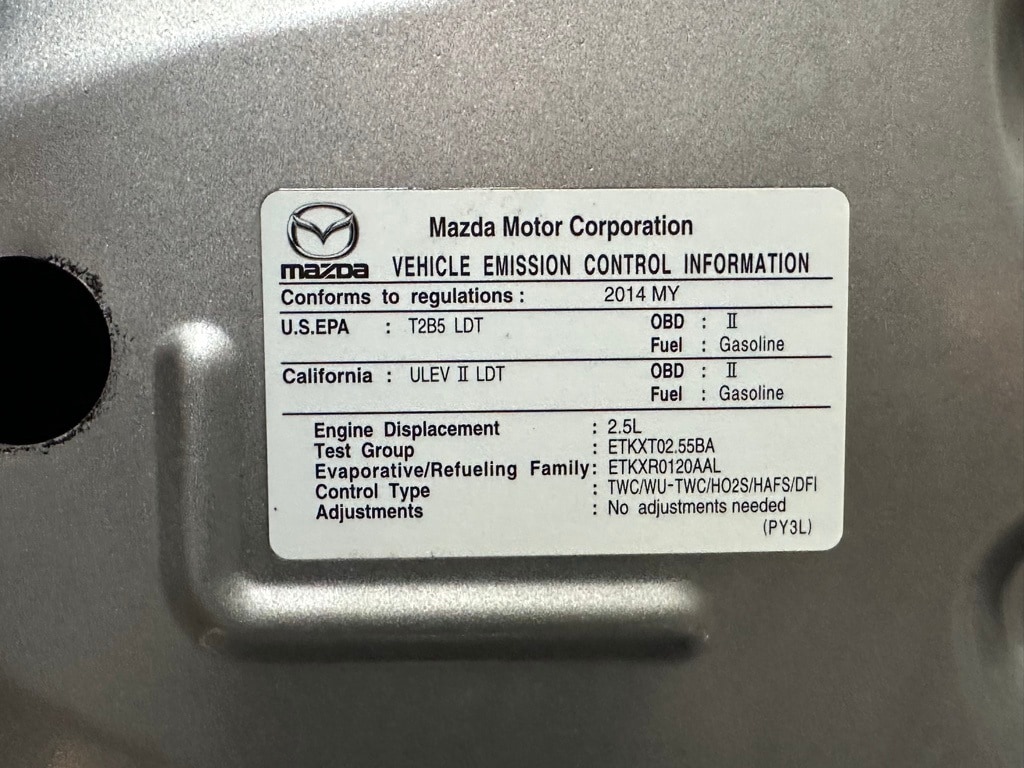 Mazda Motor Corporation
mazda VEHICLE EMISSION CONTROL INFORMATION
Conforms to regulations : 2014 MY
U.S.EPA : T2B5 LDT OBD : II
Fuel : Gasoline
California : ULEV II LDT OBD : II
Fuel : Gasoline
Engine Displacement : 2.5L
Test Group : ETKXT02.55BA
Evaporative/Refueling Family : ETKXR0120AAL
Control Type : TWC/WU-TWC/HO2S/HAFS/DFI
Adjustments : No adjustments needed
(PY3L)